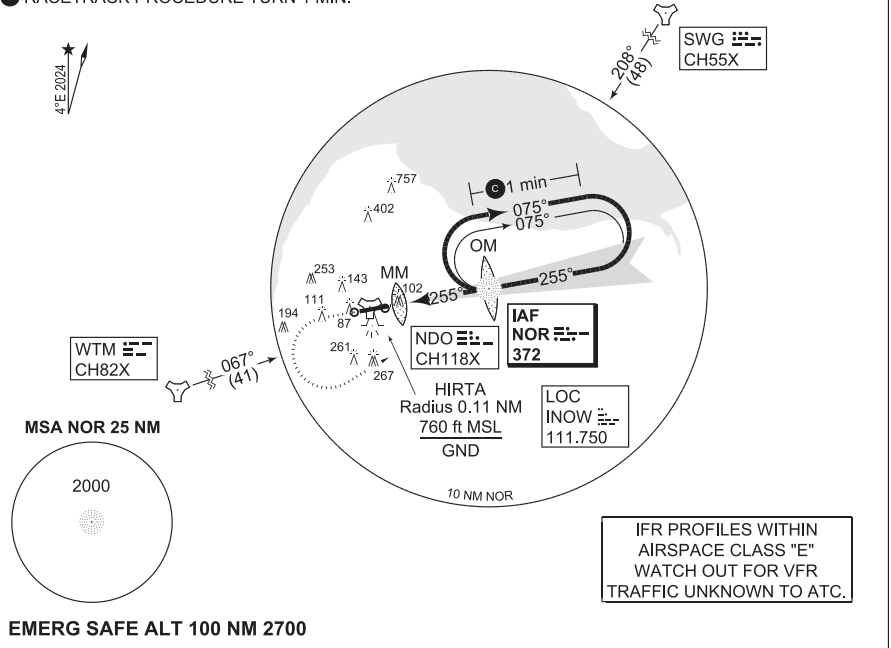 C RACETRACK PROCEDURE TURN 1 MIN.
SWG
CH55X
208°
(48)
4°E 2024
757
402
C 1 min
075°
075°
OM
253
143
MM
102
255°
255°
111
194
87
IAF
NOR
372
NDO
CH118X
WTM
CH82X
067°
(41)
261
267
HIRTA
Radius 0.11 NM
760 ft MSL
GND
LOC
INOW
111.750
MSA NOR 25 NM
2000
10 NM NOR
IFR PROFILES WITHIN
AIRSPACE CLASS "E"
WATCH OUT FOR VFR
TRAFFIC UNKNOWN TO ATC.
EMERG SAFE ALT 100 NM 2700